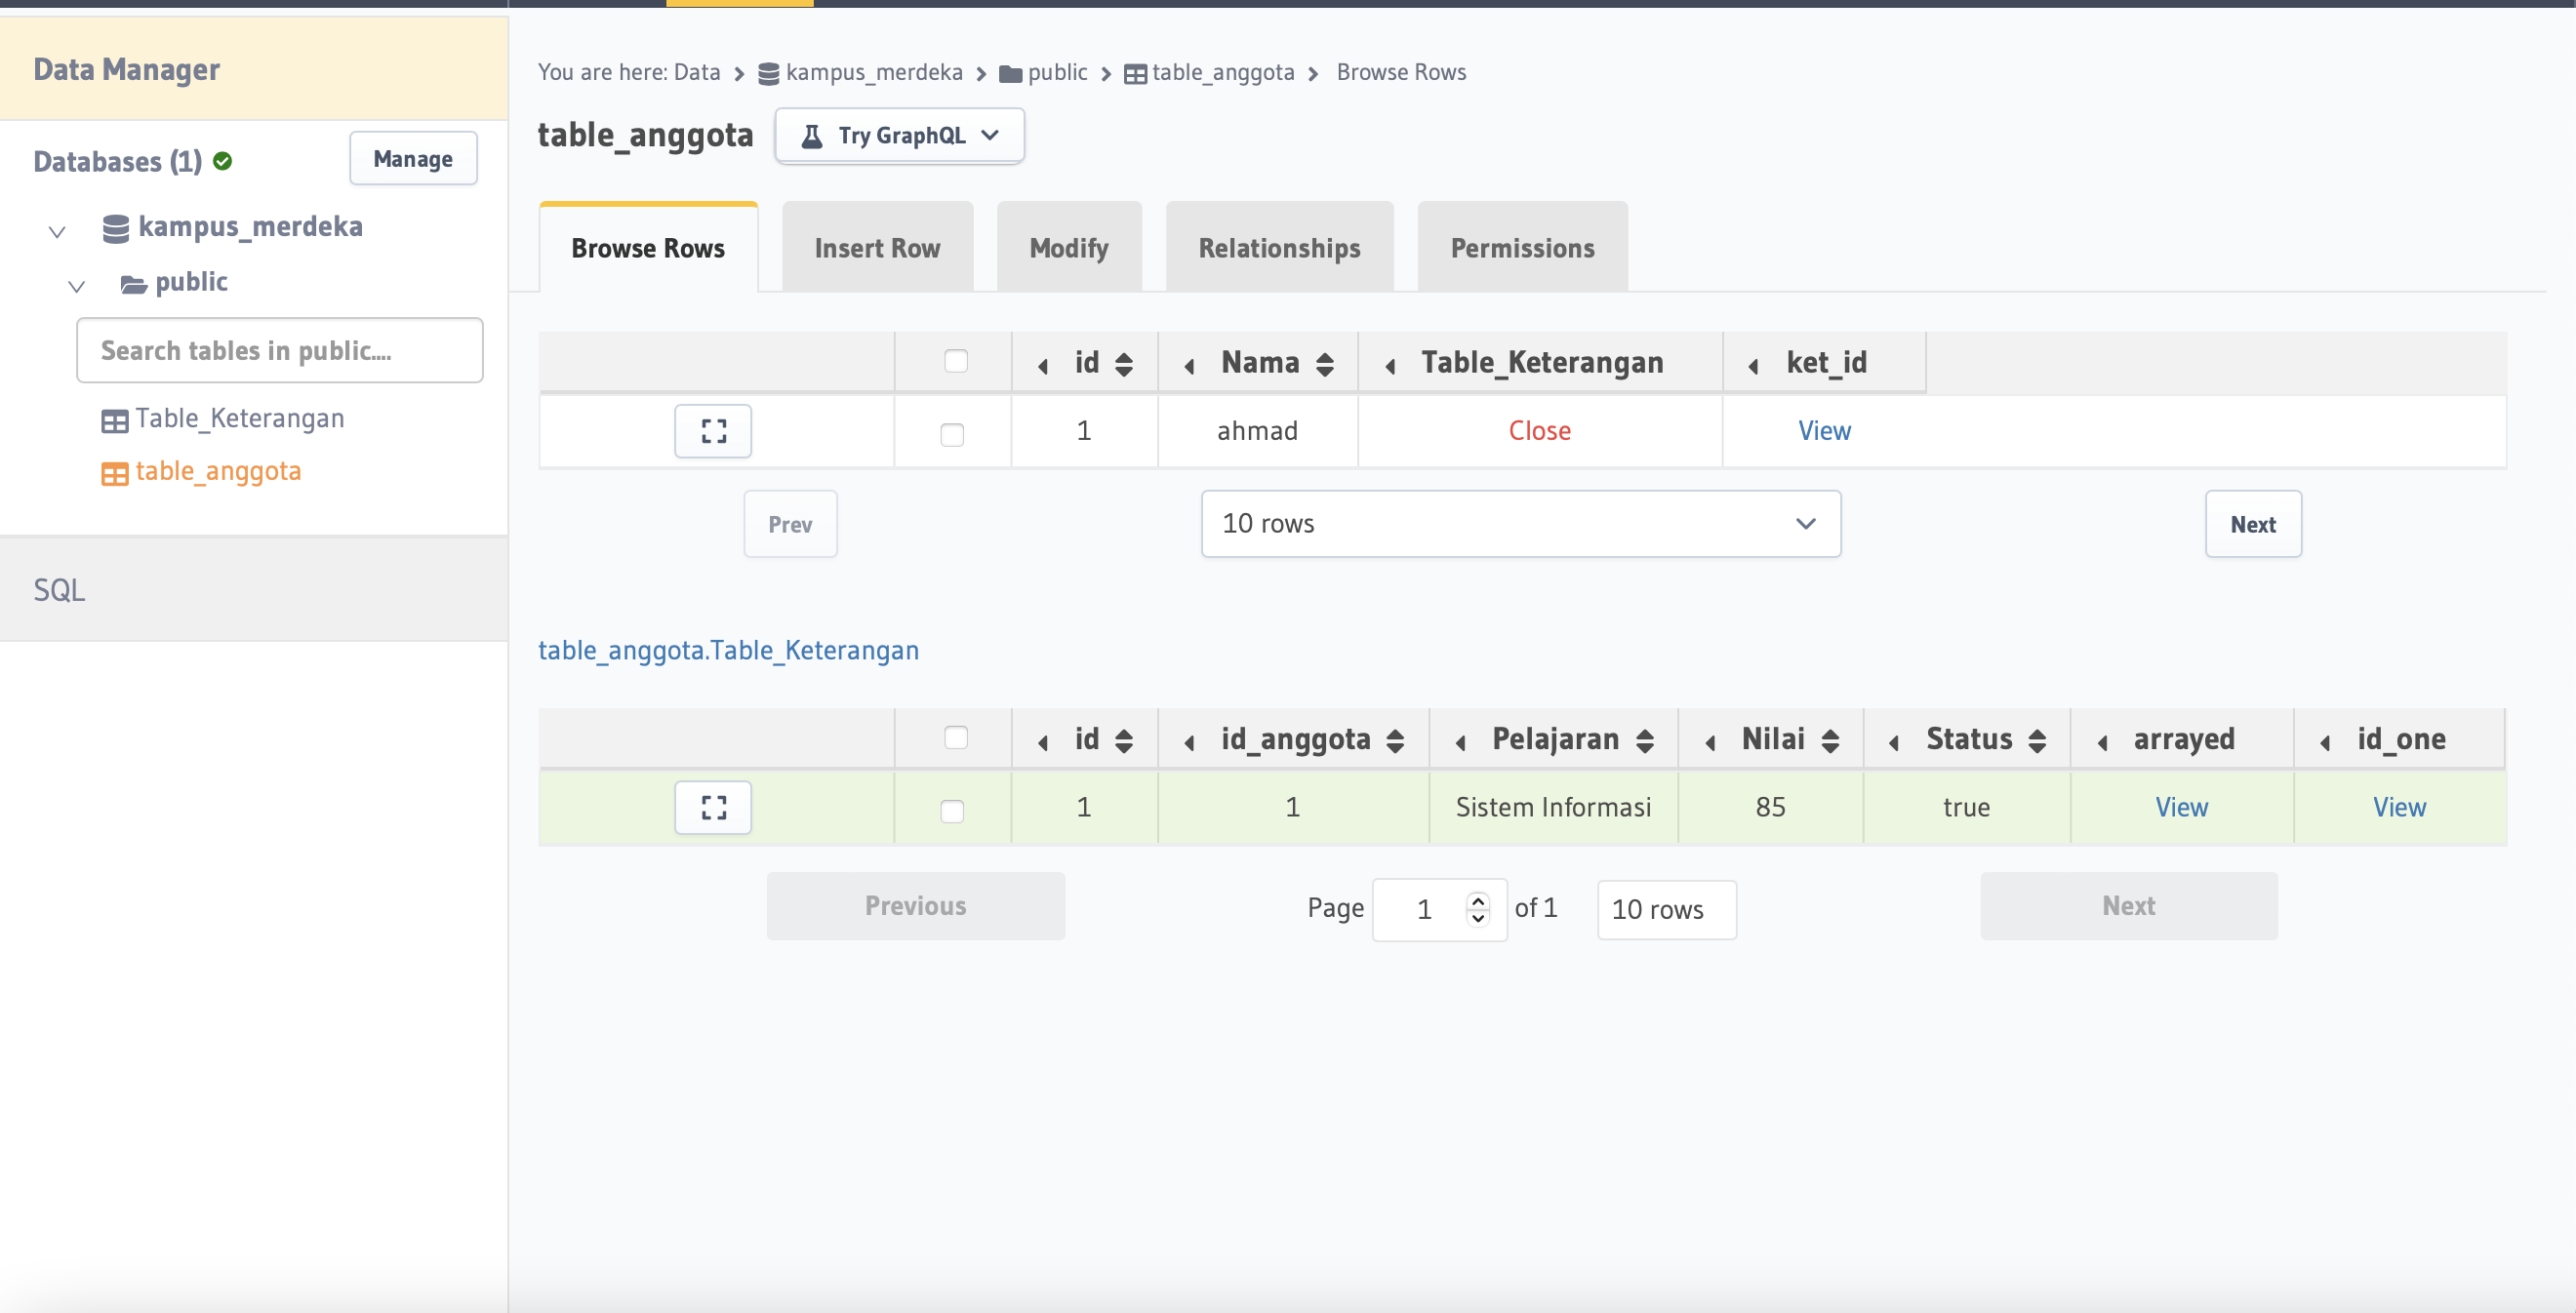 Data Manager
Databases (1)
Manage
kampus_merdeka
public
Search tables in public....
Table_Keterangan
table_anggota
SQL
You are here: Data > kampus_merdeka > public > table_anggota > Browse Rows
table_anggota
Try GraphQL
Browse Rows Insert Row Modify Relationships Permissions
id Nama Table_Keterangan ket_id
1 ahmad Close View
Prev 10 rows Next
table_anggota.Table_Keterangan
id id_anggota Pelajaran Nilai Status arrayed id_one
1 1 Sistem Informasi 85 true View View
Previous Page 1 of 1 10 rows Next